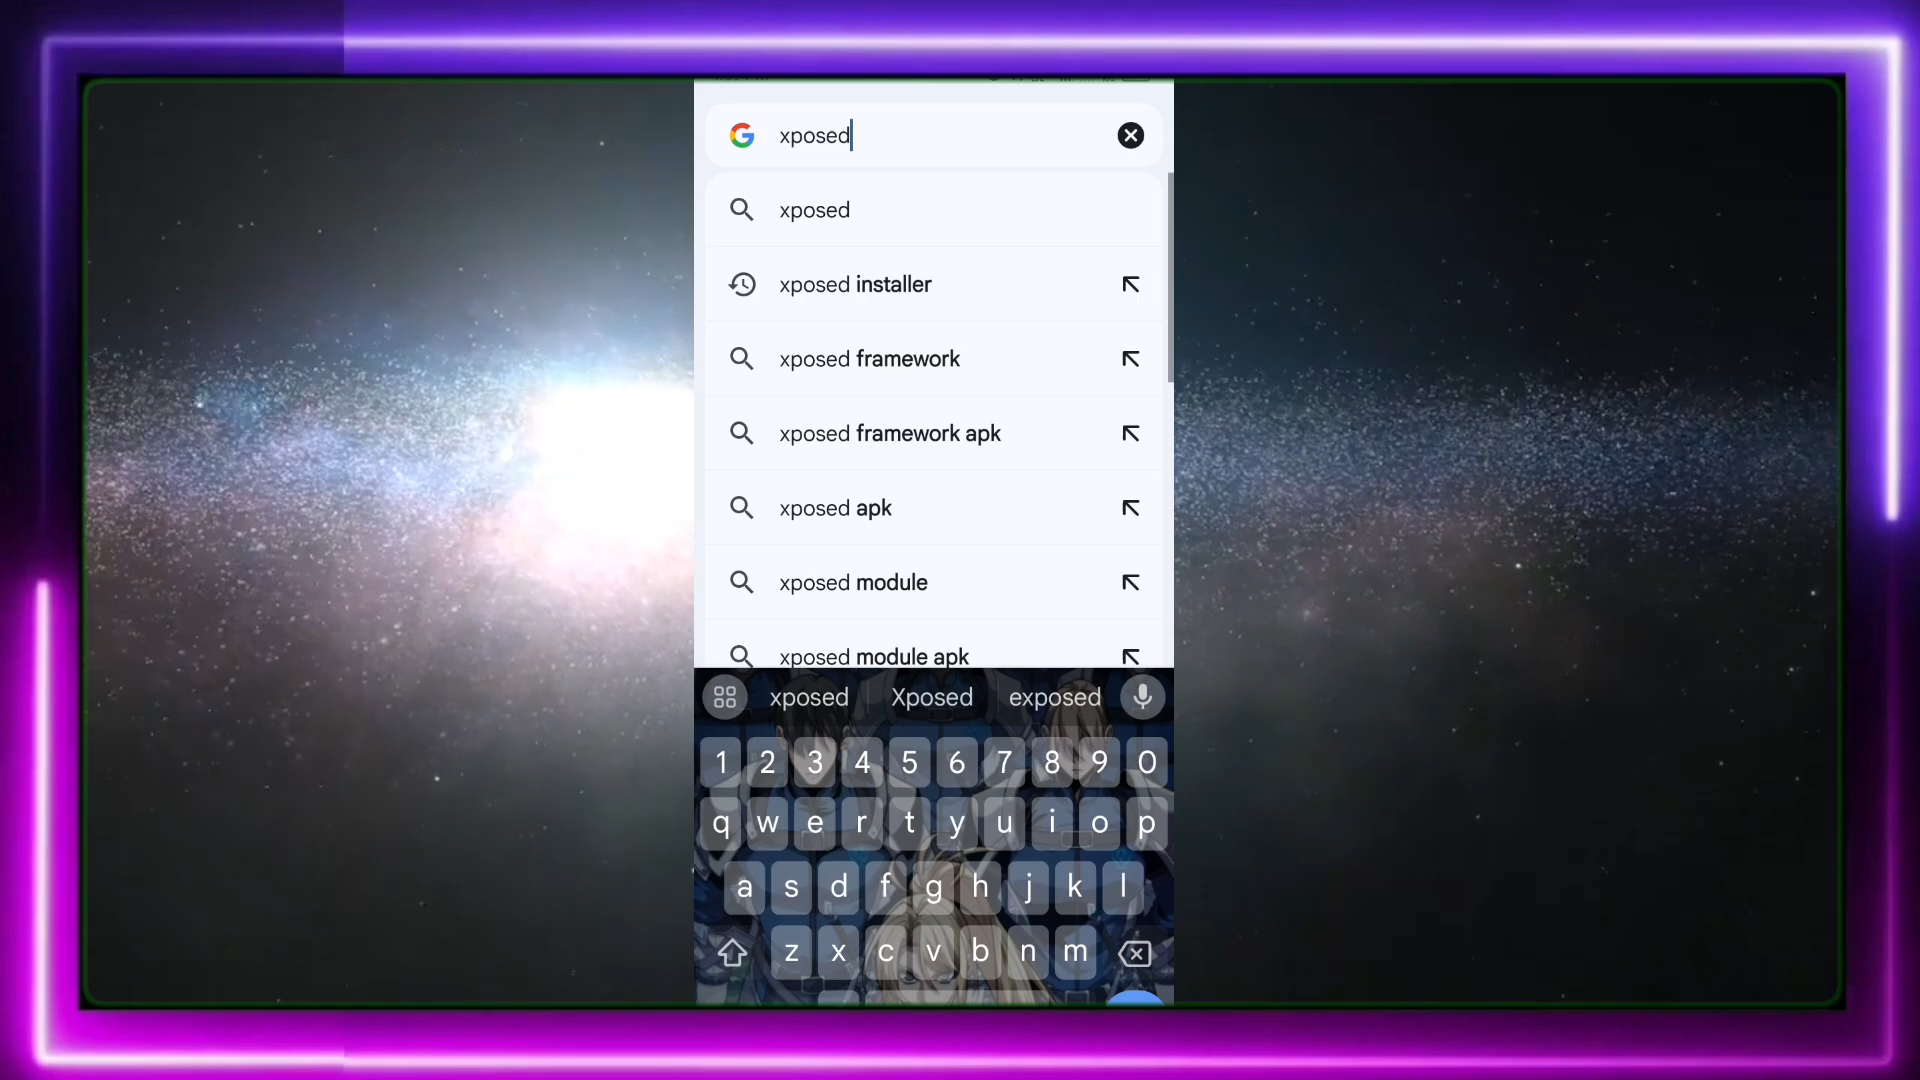 xposed
xposed
xposed installer
xposed framework
xposed framework apk
xposed apk
xposed module
xposed module apk
xposed Xposed exposed
1 2 3 4 5 6 7 8 9 0
q w e r t y u i o p
a s d f g h j k l
z x c v b n m